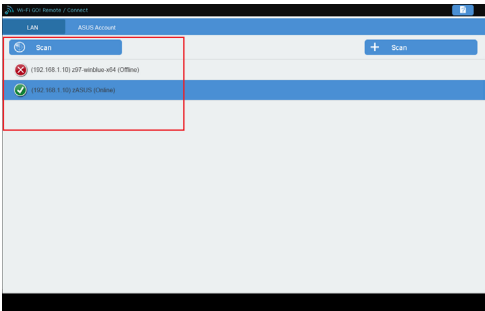 Wi-Fi GO! Remote / Connect
LAN ASUS Account
Scan + Scan
(192.168.1.10) z97-winblue-x64 (Offline)
(192.168.1.10) zASUS (Online)